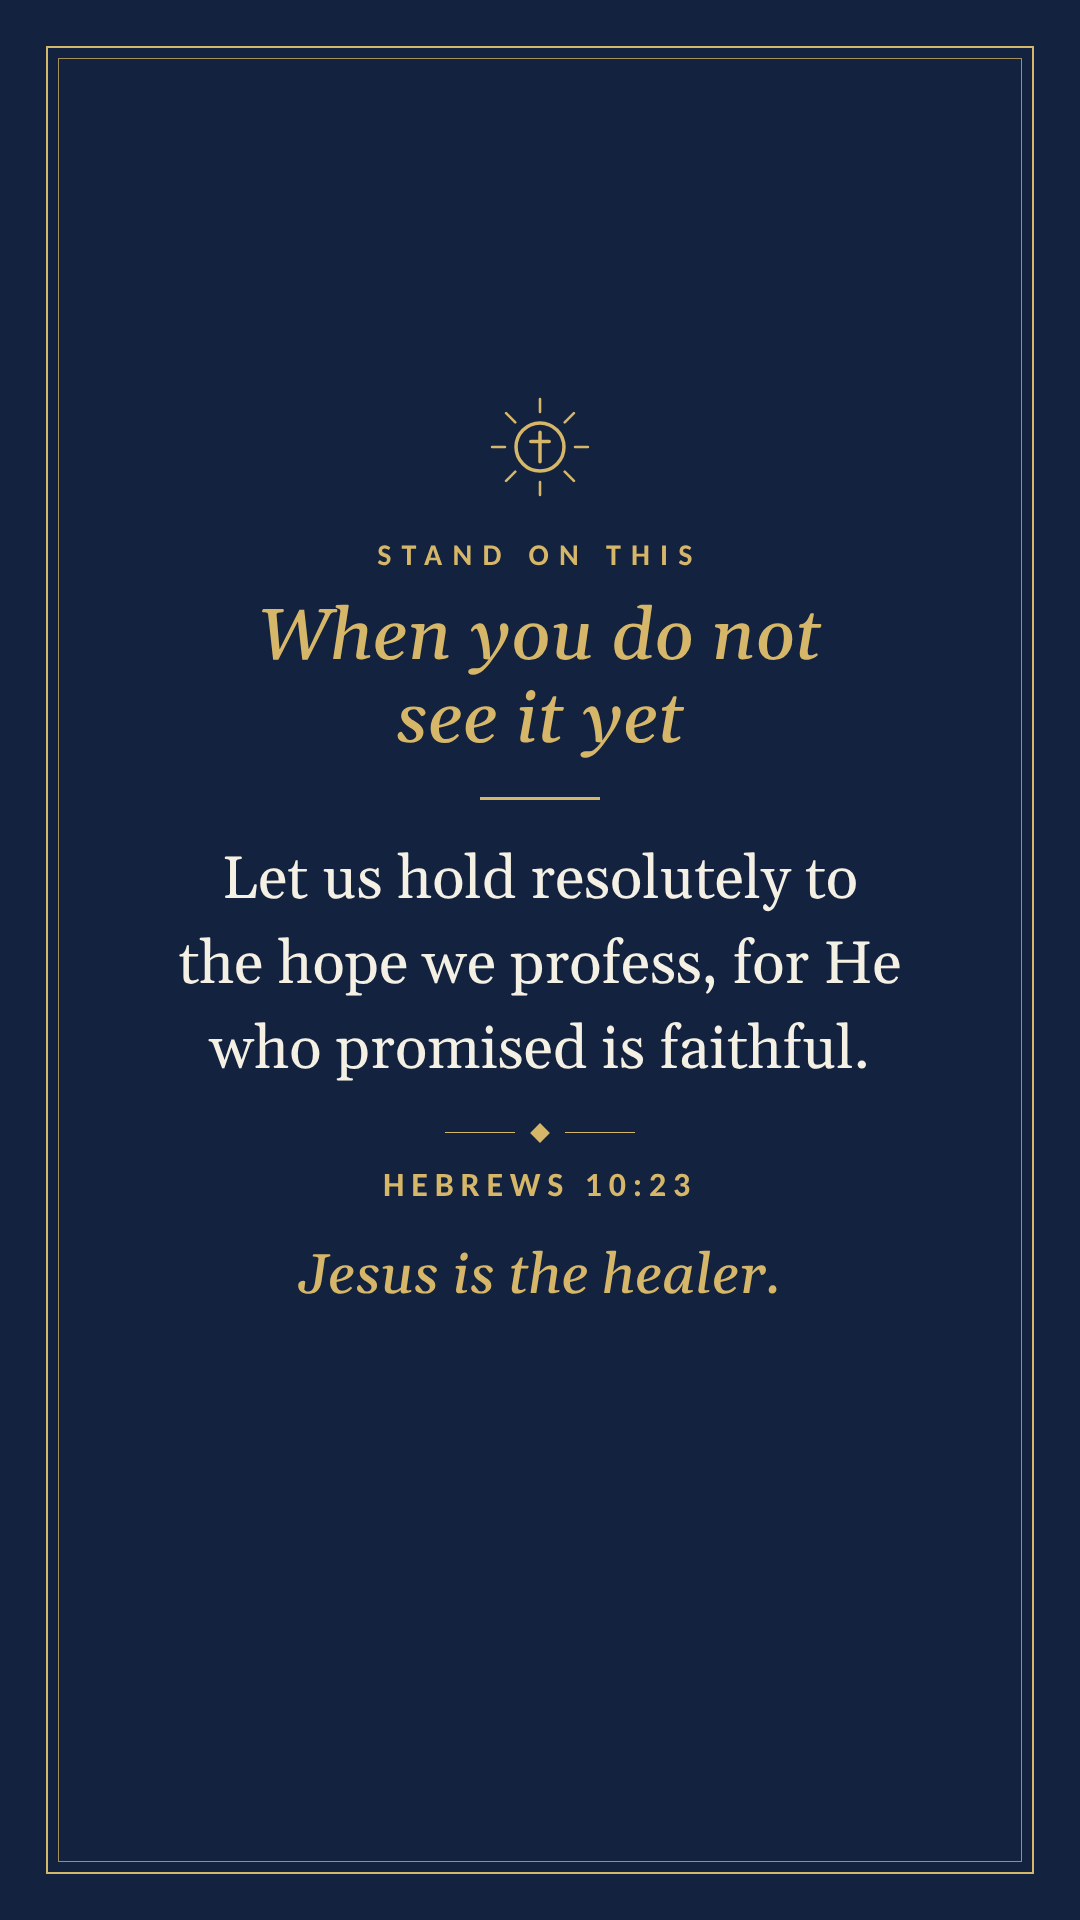 STAND ON THIS
When you do not
see it yet
Let us hold resolutely to
the hope we profess, for He
who promised is faithful.
HEBREWS 10:23
Jesus is the healer.